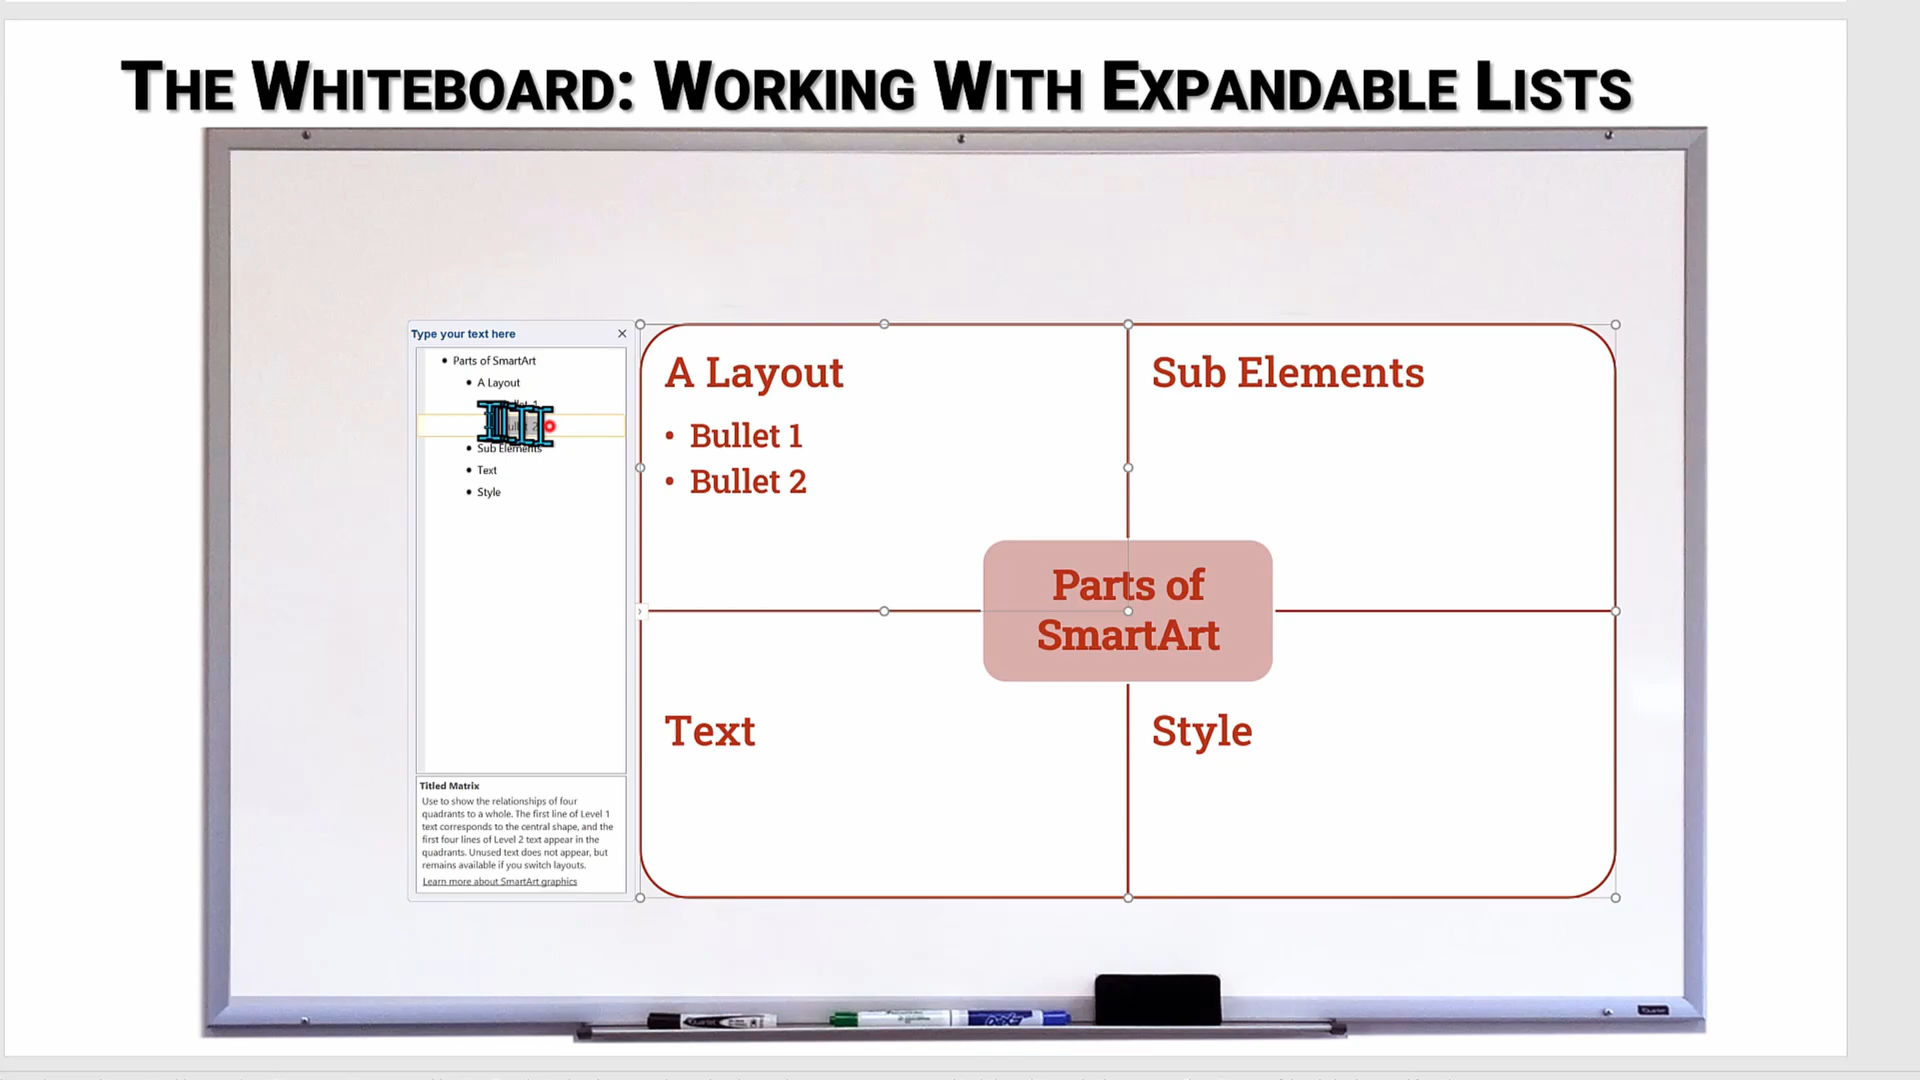 THE WHITEBOARD: WORKING WITH EXPANDABLE LISTS
Type your text here
Parts of SmartArt
A Layout
Sub Elements
Text
Style
Titled Matrix
Use to show the relationships of four
quadrants to a whole. The first line of Level 1
text corresponds to the central shape, and the
first four lines of Level 2 text appear in the
quadrants. Unused text does not appear, but
remains available if you switch layouts.
Learn more about SmartArt graphics
A Layout
• Bullet 1
• Bullet 2
Sub Elements
Parts of
SmartArt
Text
Style